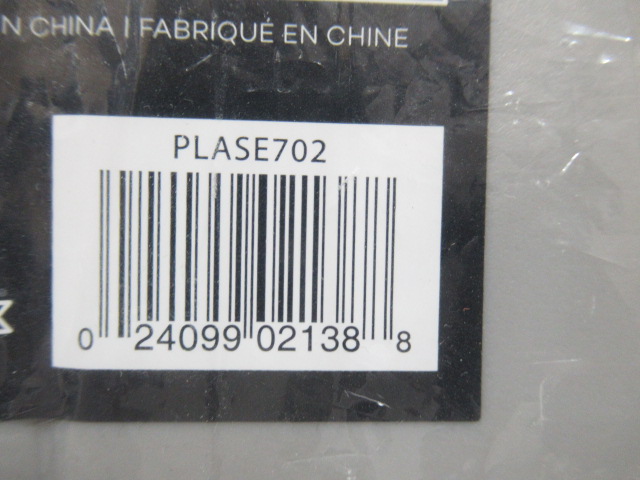 N CHINA | FABRIQUÉ EN CHINE
PLASE702
0 24099 02138 8